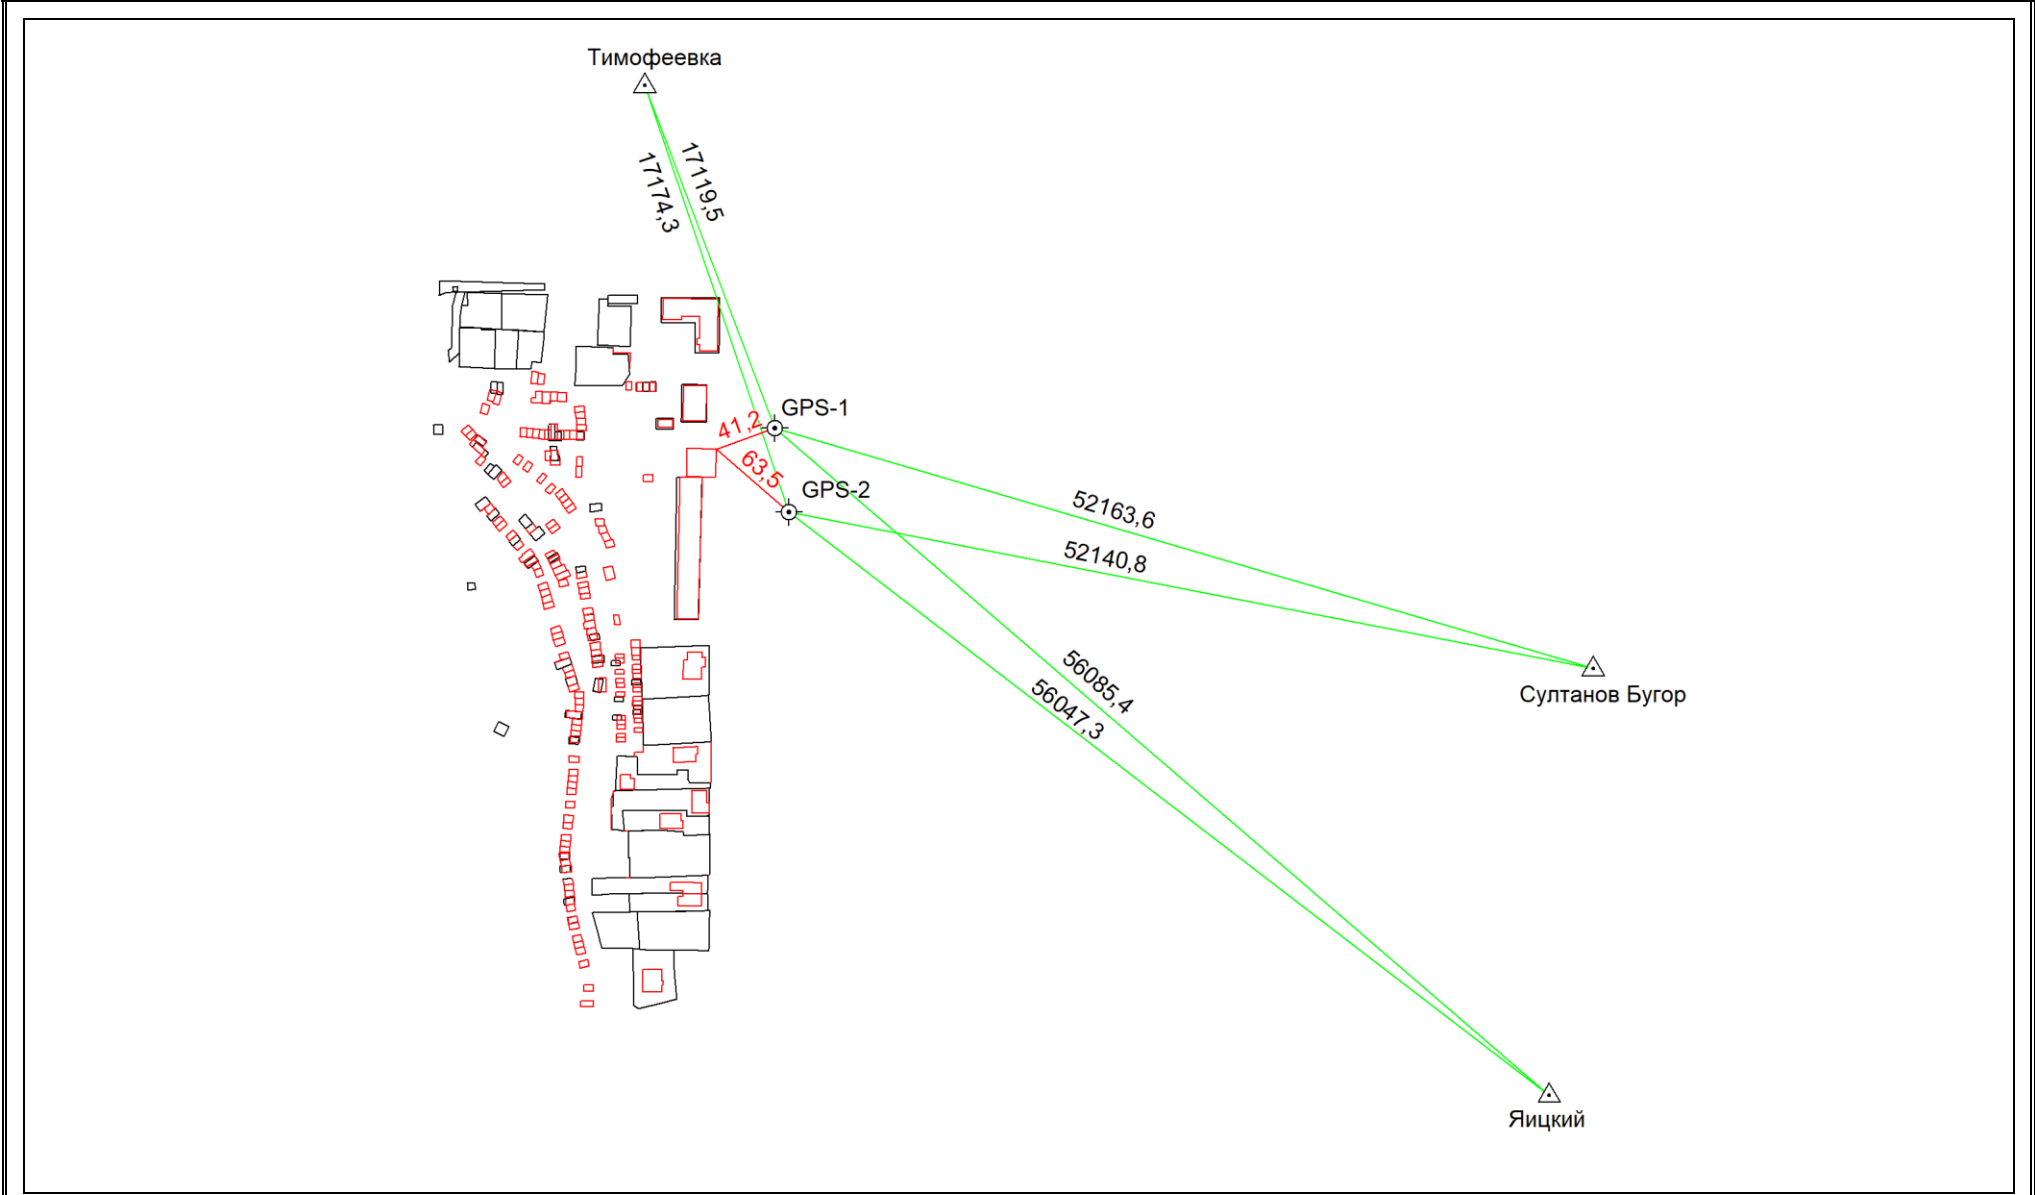 Тимофеевка
17119,5
17174,3
GPS-1
41,2
63,5
GPS-2
52163,6
52140,8
56085,4
56047,3
Султанов Бугор
Яицкий